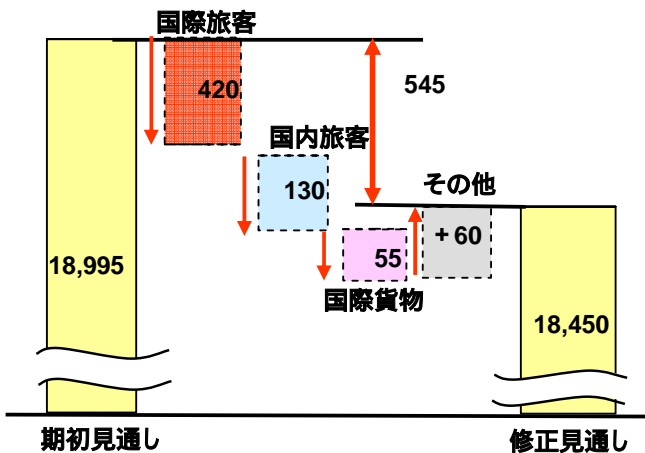 国際旅客
420
545
国内旅客
130
その他
+60
55
18,995
国際貨物
18,450
期初見通し
修正見通し